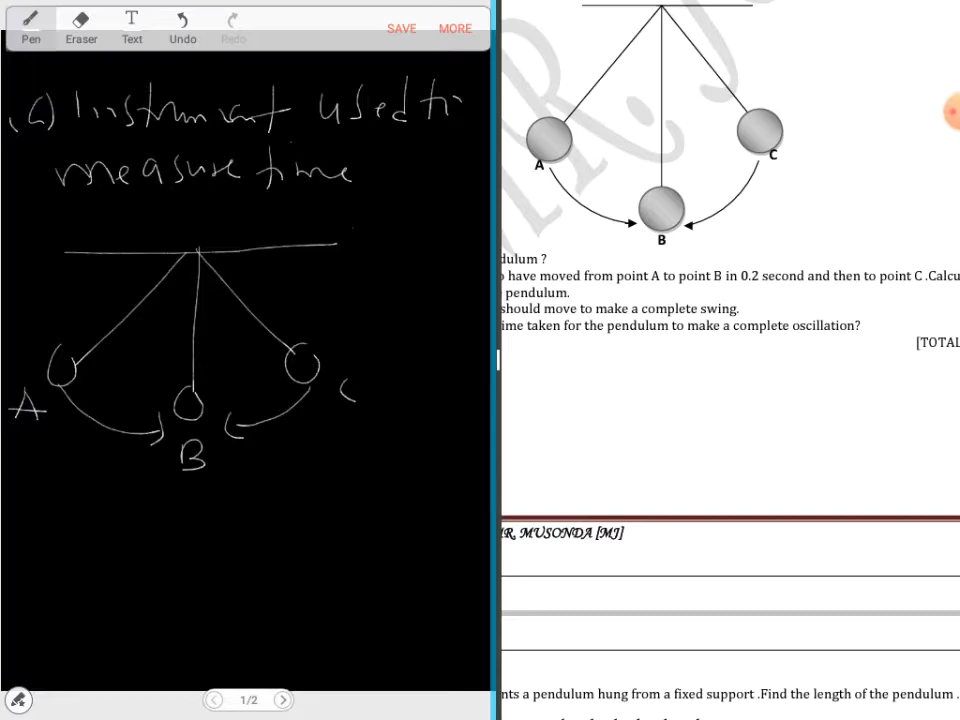 Pen
Eraser
Text
Undo
Redo
SAVE
MORE
a) Instrument used to
measure time
A
B
C
1/2
A
C
B
dulum ?
o have moved from point A to point B in 0.2 second and then to point C .Calcu
pendulum.
should move to make a complete swing.
ime taken for the pendulum to make a complete oscillation?
[TOTAL
R. MUSONDA [MJ]
nts a pendulum hung from a fixed support .Find the length of the pendulum .